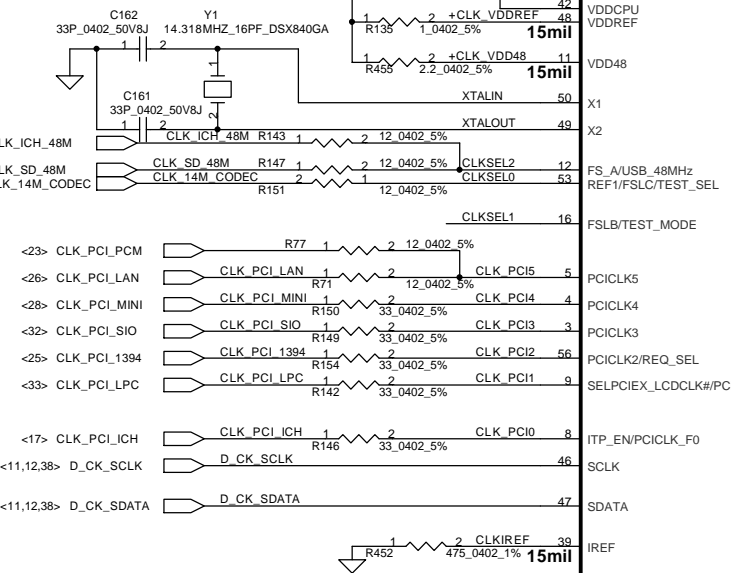 42 VDDCPU
C162 Y1 R135 1 2 +CLK_VDDREF 48 VDDREF
33P_0402_50V8J 14.318MHZ_16PF_DSX840GA 1_0402_5% 15mil
1 2
1 2 +CLK_VDD48 11 VDD48
R455 2.2_0402_5% 15mil
1
C161 XTALIN 50 X1
33P_0402_50V8J
1 2 2 XTALOUT 49 X2
LK_ICH_48M CLK_ICH_48M R143 1 2 12_0402_5%
LK_SD_48M CLK_SD_48M R147 1 2 12_0402_5% CLKSEL2 12 FS_A/USB_48MHz
LK_14M_CODEC CLK_14M_CODEC 2 1 CLKSEL0 53 REF1/FSLC/TEST_SEL
R151 12_0402_5%
CLKSEL1 16 FSLB/TEST_MODE
<23> CLK_PCI_PCM R77 1 2 12_0402_5%
<26> CLK_PCI_LAN CLK_PCI_LAN 1 2 CLK_PCI5 5 PCICLK5
R71 12_0402_5%
<28> CLK_PCI_MINI CLK_PCI_MINI 1 2 CLK_PCI4 4 PCICLK4
R150 33_0402_5%
<32> CLK_PCI_SIO CLK_PCI_SIO 1 2 CLK_PCI3 3 PCICLK3
R149 33_0402_5%
<25> CLK_PCI_1394 CLK_PCI_1394 1 2 CLK_PCI2 56 PCICLK2/REQ_SEL
R154 33_0402_5%
<33> CLK_PCI_LPC CLK_PCI_LPC 1 2 CLK_PCI1 9 SELPCIEX_LCDCLK#/PC
R142 33_0402_5%
<17> CLK_PCI_ICH CLK_PCI_ICH 1 2 CLK_PCI0 8 ITP_EN/PCICLK_F0
R146 33_0402_5%
<11,12,38> D_CK_SCLK D_CK_SCLK 46 SCLK
<11,12,38> D_CK_SDATA D_CK_SDATA 47 SDATA
1 2 CLKIREF 39 IREF
R452 475_0402_1% 15mil